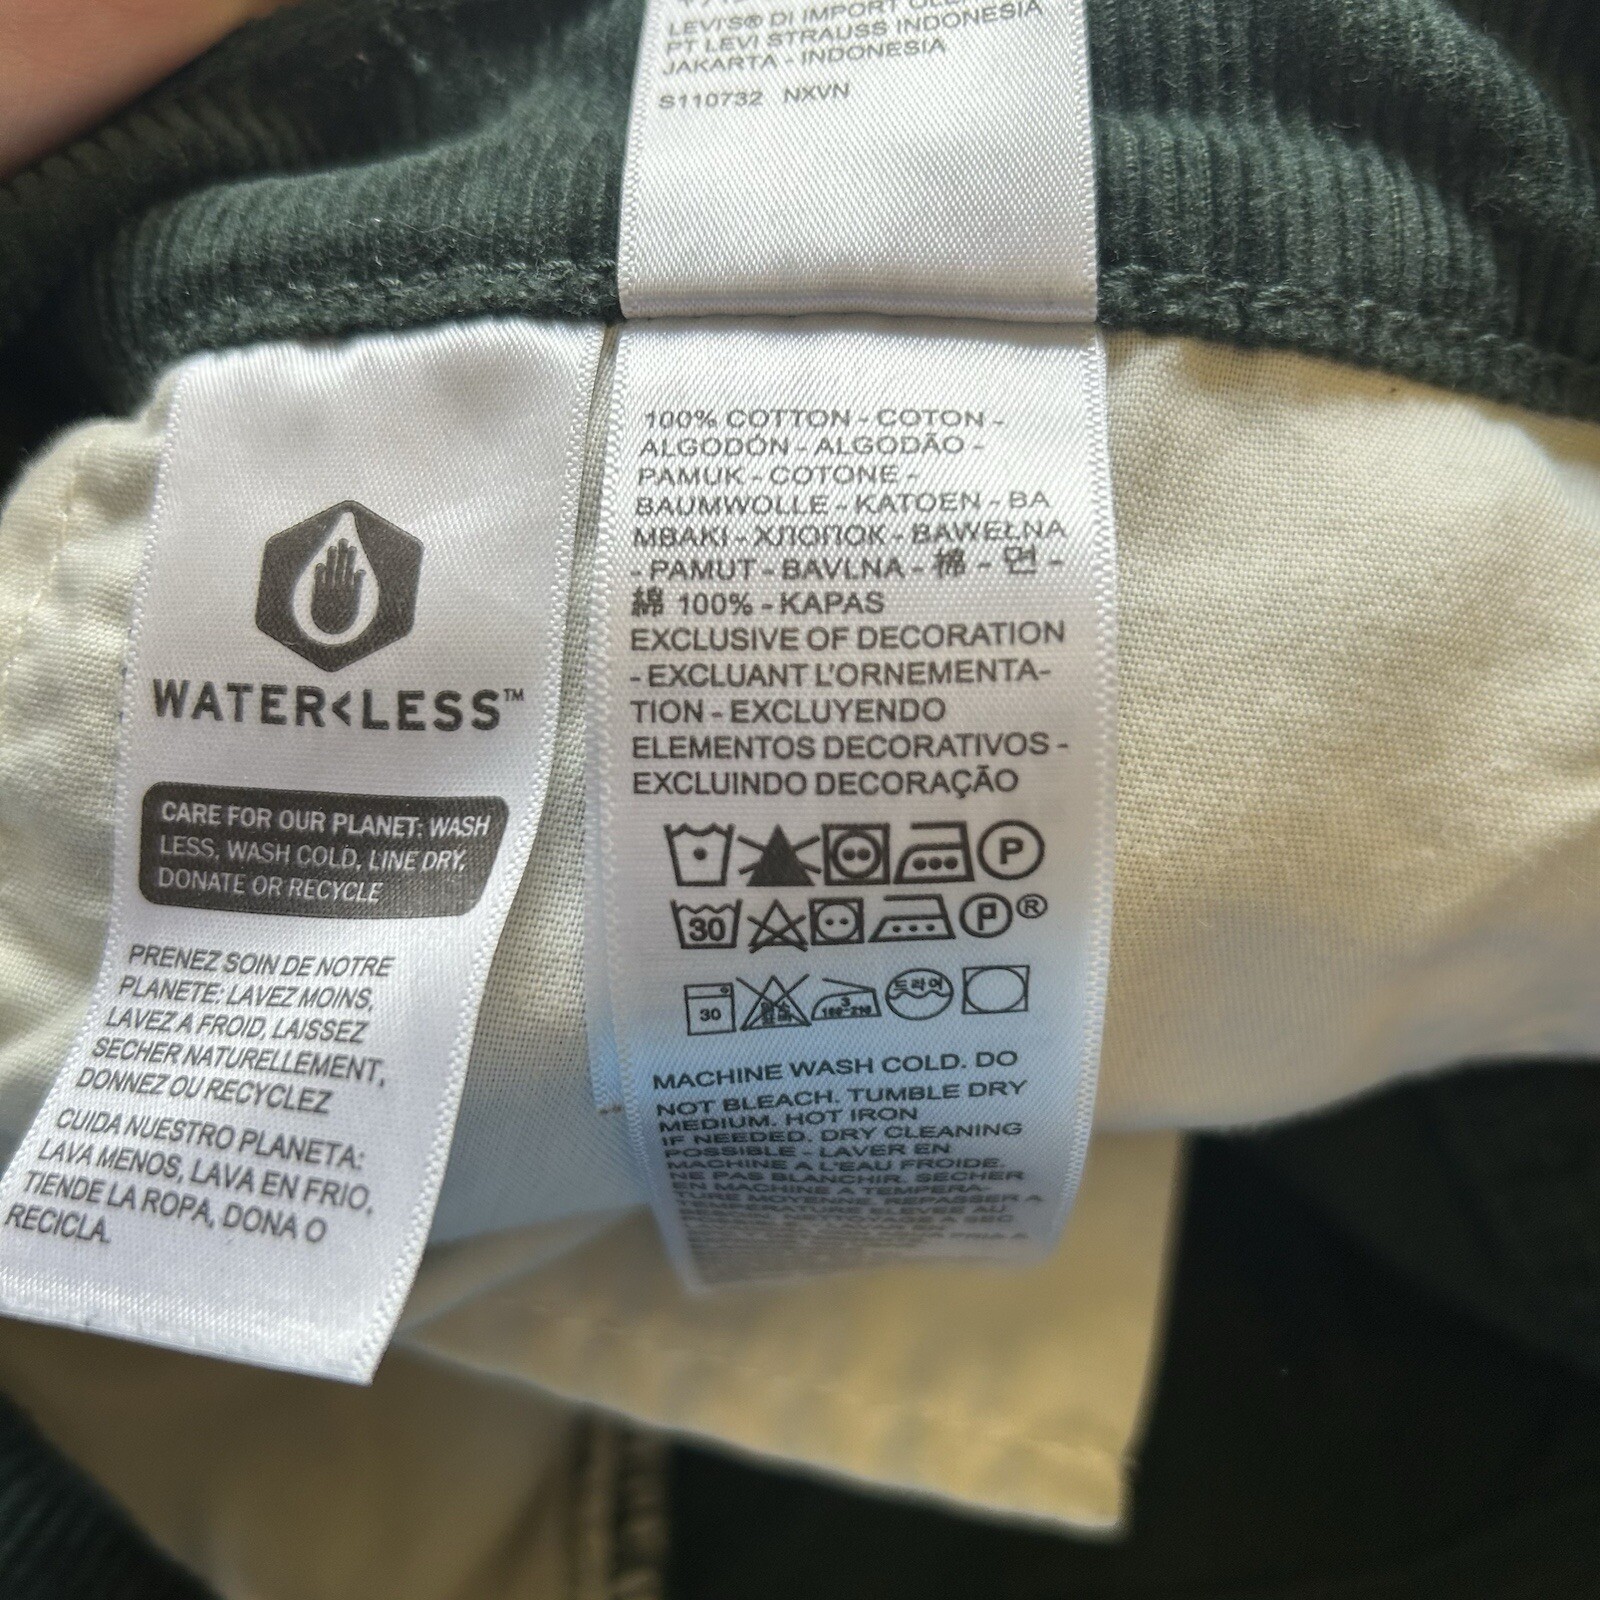 LEVI'S® DI IMPORT
PT LEVI STRAUSS INDONESIA
JAKARTA - INDONESIA
S110732 NXVN
WATER<LESS™
CARE FOR OUR PLANET: WASH
LESS, WASH COLD, LINE DRY,
DONATE OR RECYCLE
PRENEZ SOIN DE NOTRE
PLANETE: LAVEZ MOINS,
LAVEZ A FROID, LAISSEZ
SECHER NATURELLEMENT,
DONNEZ OU RECYCLEZ
CUIDA NUESTRO PLANETA:
LAVA MENOS, LAVA EN FRIO,
TIENDE LA ROPA, DONA O
RECICLA.
100% COTTON - COTON -
ALGODÓN - ALGODÃO -
PAMUK - COTONE -
BAUMWOLLE - KATOEN - BA
MBAKI - ХЛОПОК - BAWEŁNA
- PAMUT - BAVLNA - 棉 - 면 -
綿 100% - KAPAS
EXCLUSIVE OF DECORATION
- EXCLUANT L'ORNEMENTA-
TION - EXCLUYENDO
ELEMENTOS DECORATIVOS -
EXCLUINDO DECORAÇÃO
P
30 P ®
30 3 드라이
MACHINE WASH COLD. DO
NOT BLEACH. TUMBLE DRY
MEDIUM. HOT IRON
IF NEEDED. DRY CLEANING
POSSIBLE - LAVER EN
MACHINE A L'EAU FROIDE.
NE PAS BLANCHIR. SECHER
EN MACHINE A TEMPERA-
TURE MOYENNE. REPASSER A
TEMPERATURE ELEVEE AU
NETTOYAGE A SEC